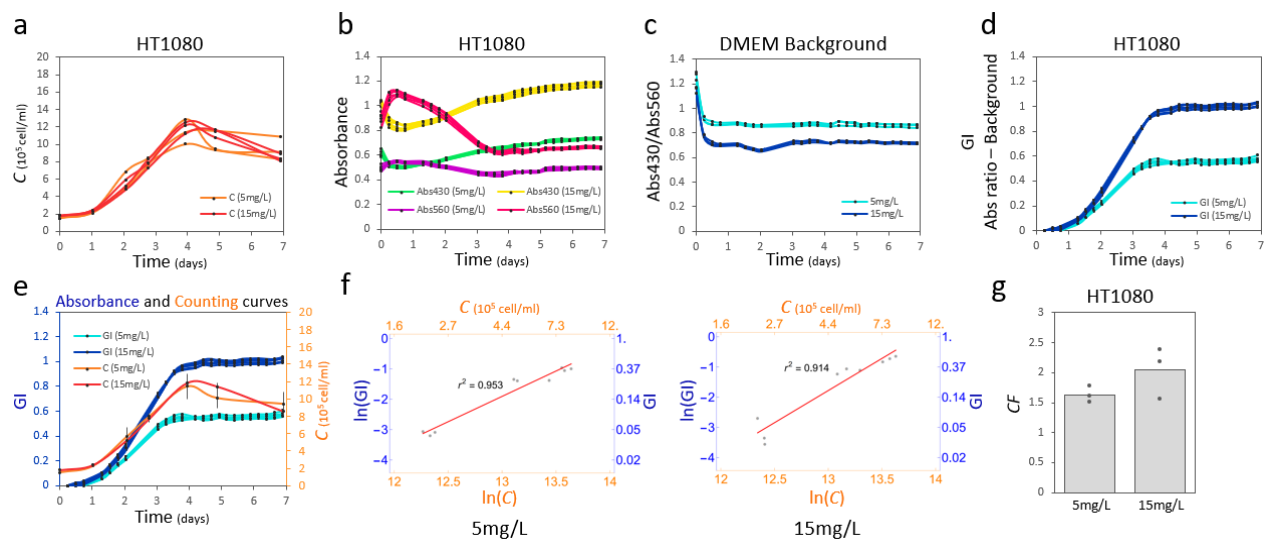 a
HT1080
20
18
16
14
12
10
8
6
4
2
0
C (10⁵ cell/ml)
C (5mg/L)
C (15mg/L)
0 1 2 3 4 5 6 7
Time (days)
b
HT1080
1.4
1.2
1
0.8
0.6
0.4
0.2
0
Absorbance
Abs430 (5mg/L) Abs430 (15mg/L)
Abs560 (5mg/L) Abs560 (15mg/L)
0 1 2 3 4 5 6 7
Time (days)
c
DMEM Background
1.4
1.2
1
0.8
0.6
0.4
0.2
0
Abs430/Abs560
5mg/L
15mg/L
0 1 2 3 4 5 6 7
Time (days)
d
HT1080
1.4
1.2
1
0.8
0.6
0.4
0.2
0
GI
Abs ratio – Background
GI (5mg/L)
GI (15mg/L)
0 1 2 3 4 5 6 7
Time (days)
e
Absorbance and Counting curves
1.4
1.2
1
0.8
0.6
0.4
0.2
0
GI
GI (5mg/L)
GI (15mg/L)
C (5mg/L)
C (15mg/L)
20
18
16
14
12
10
8
6
4
2
0
C (10⁵ cell/ml)
0 1 2 3 4 5 6 7
Time (days)
f
C (10⁵ cell/ml)
1.6 2.7 4.4 7.3 12.
0
−1
−2
−3
−4
ln(GI)
r² = 0.953
1.
0.37
0.14
0.05
0.02
GI
12 12.5 13 13.5 14
ln(C)
5mg/L
C (10⁵ cell/ml)
1.6 2.7 4.4 7.3 12.
0
−1
−2
−3
−4
ln(GI)
r² = 0.914
1.
0.37
0.14
0.05
0.02
GI
12 12.5 13 13.5 14
ln(C)
15mg/L
g
HT1080
3
2.5
2
1.5
1
0.5
0
CF
5mg/L 15mg/L